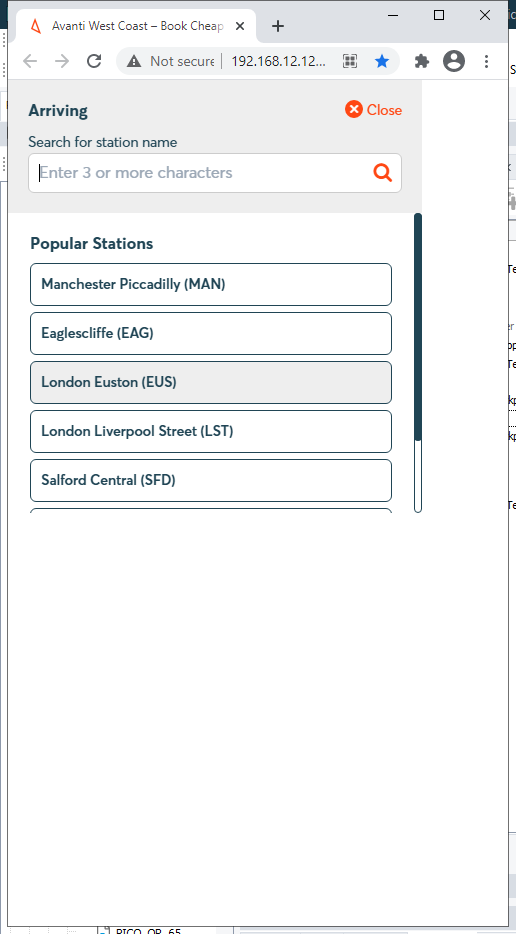 Avanti West Coast – Book Cheap
Not secure
192.168.12.12...
Arriving
Close
Search for station name
Enter 3 or more characters
Popular Stations
Manchester Piccadilly (MAN)
Eaglescliffe (EAG)
London Euston (EUS)
London Liverpool Street (LST)
Salford Central (SFD)